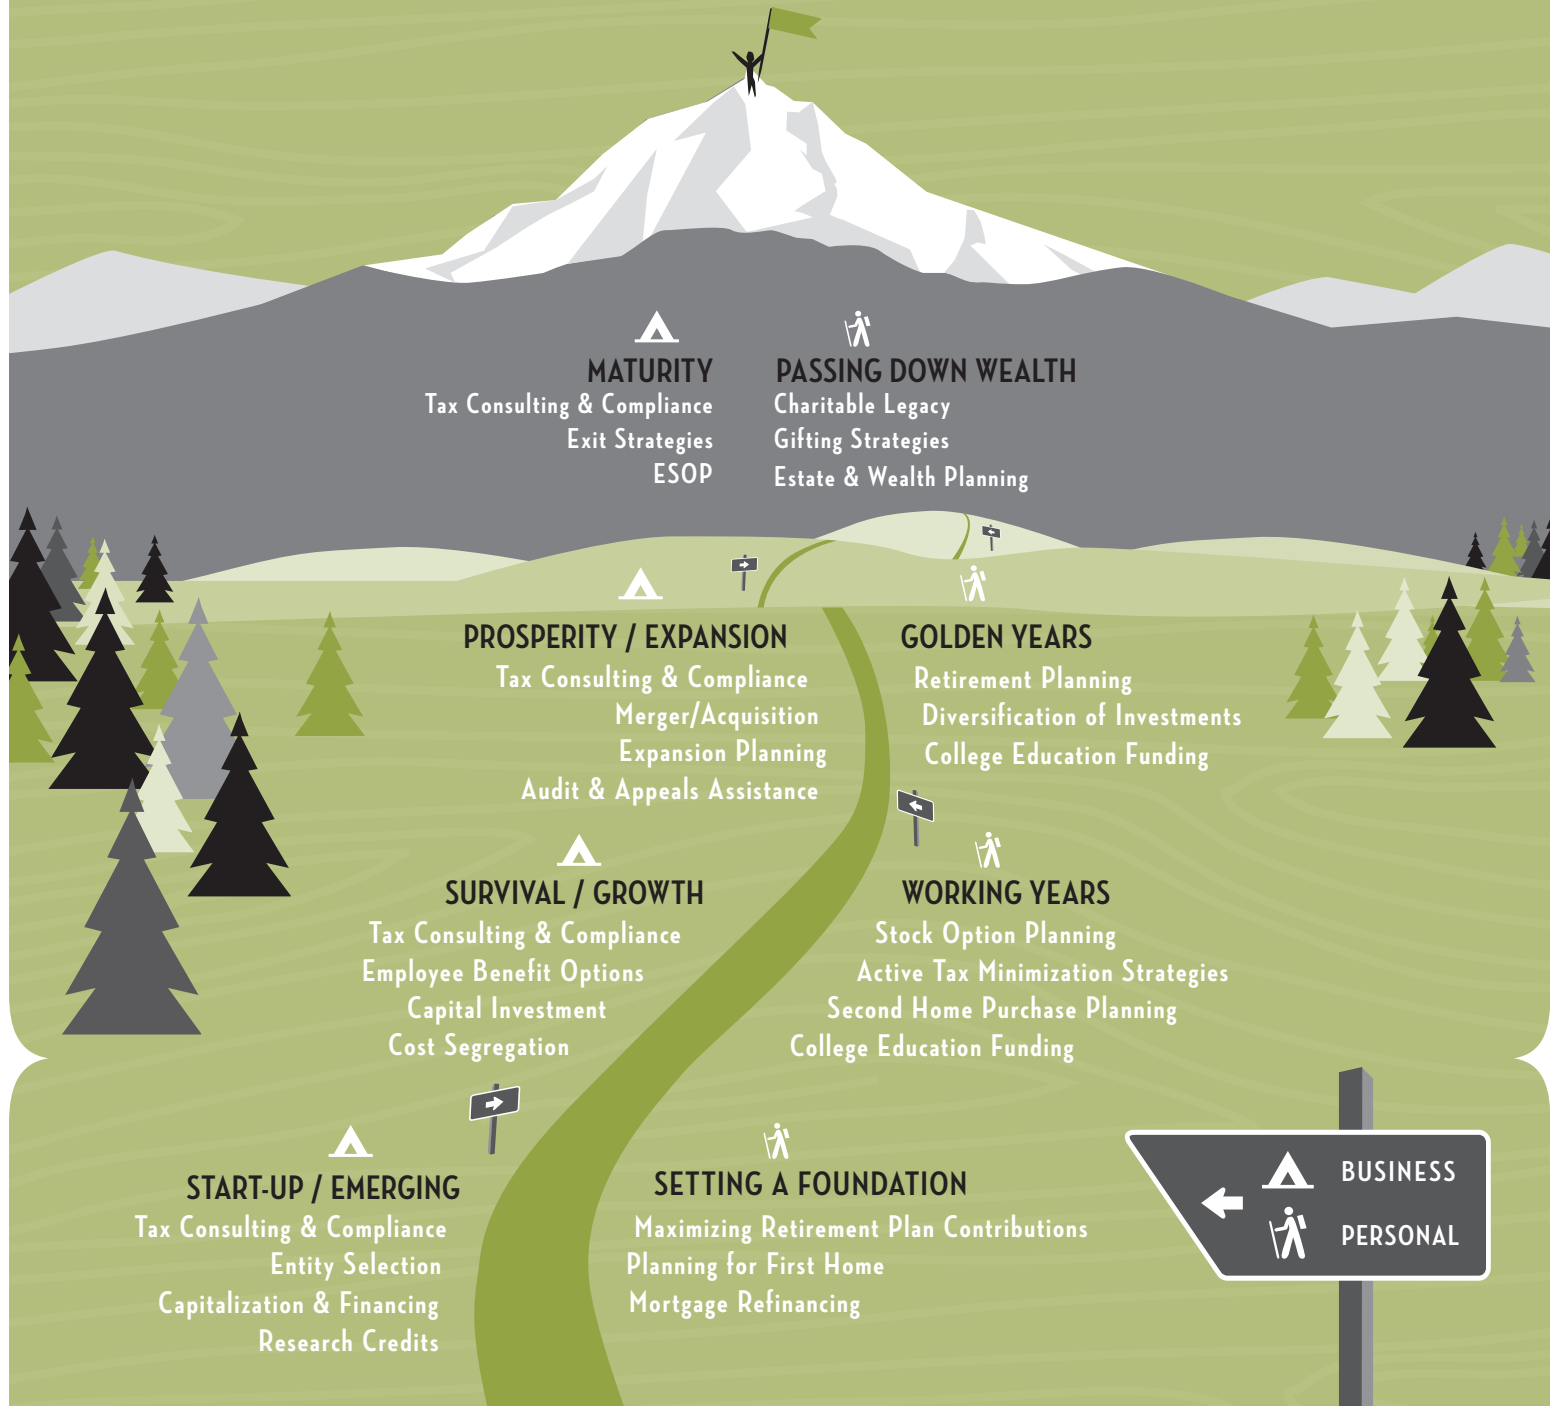 MATURITY
Tax Consulting & Compliance
Exit Strategies
ESOP
PASSING DOWN WEALTH
Charitable Legacy
Gifting Strategies
Estate & Wealth Planning
PROSPERITY / EXPANSION
Tax Consulting & Compliance
Merger/Acquisition
Expansion Planning
Audit & Appeals Assistance
GOLDEN YEARS
Retirement Planning
Diversification of Investments
College Education Funding
SURVIVAL / GROWTH
Tax Consulting & Compliance
Employee Benefit Options
Capital Investment
Cost Segregation
WORKING YEARS
Stock Option Planning
Active Tax Minimization Strategies
Second Home Purchase Planning
College Education Funding
START-UP / EMERGING
Tax Consulting & Compliance
Entity Selection
Capitalization & Financing
Research Credits
SETTING A FOUNDATION
Maximizing Retirement Plan Contributions
Planning for First Home
Mortgage Refinancing
BUSINESS
PERSONAL